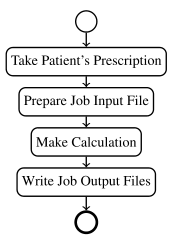 Take Patient's Prescription
Prepare Job Input File
Make Calculation
Write Job Output Files